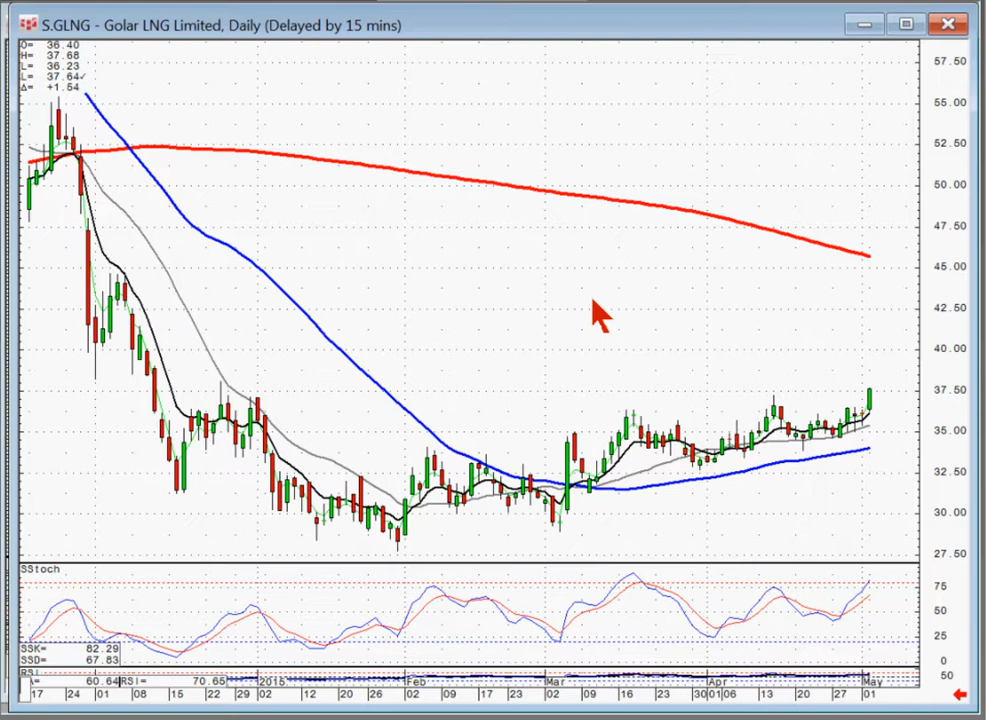 S.GLNG - Golar LNG Limited, Daily (Delayed by 15 mins)
O= 36.40
H= 37.68
L= 36.23
L= 37.64✓
Δ= +1.54
57.50
55.00
52.50
50.00
47.50
45.00
42.50
40.00
37.50
35.00
32.50
30.00
27.50
SStoch
75
50
25
0
SSK= 82.29
SSD= 67.83
RSI
60.64 RSI= 70.65
50
2015 Feb Mar Apr May
17 24 01 08 15 22 29 02 12 20 26 02 09 17 23 02 09 16 23 30 01 06 13 20 27 01